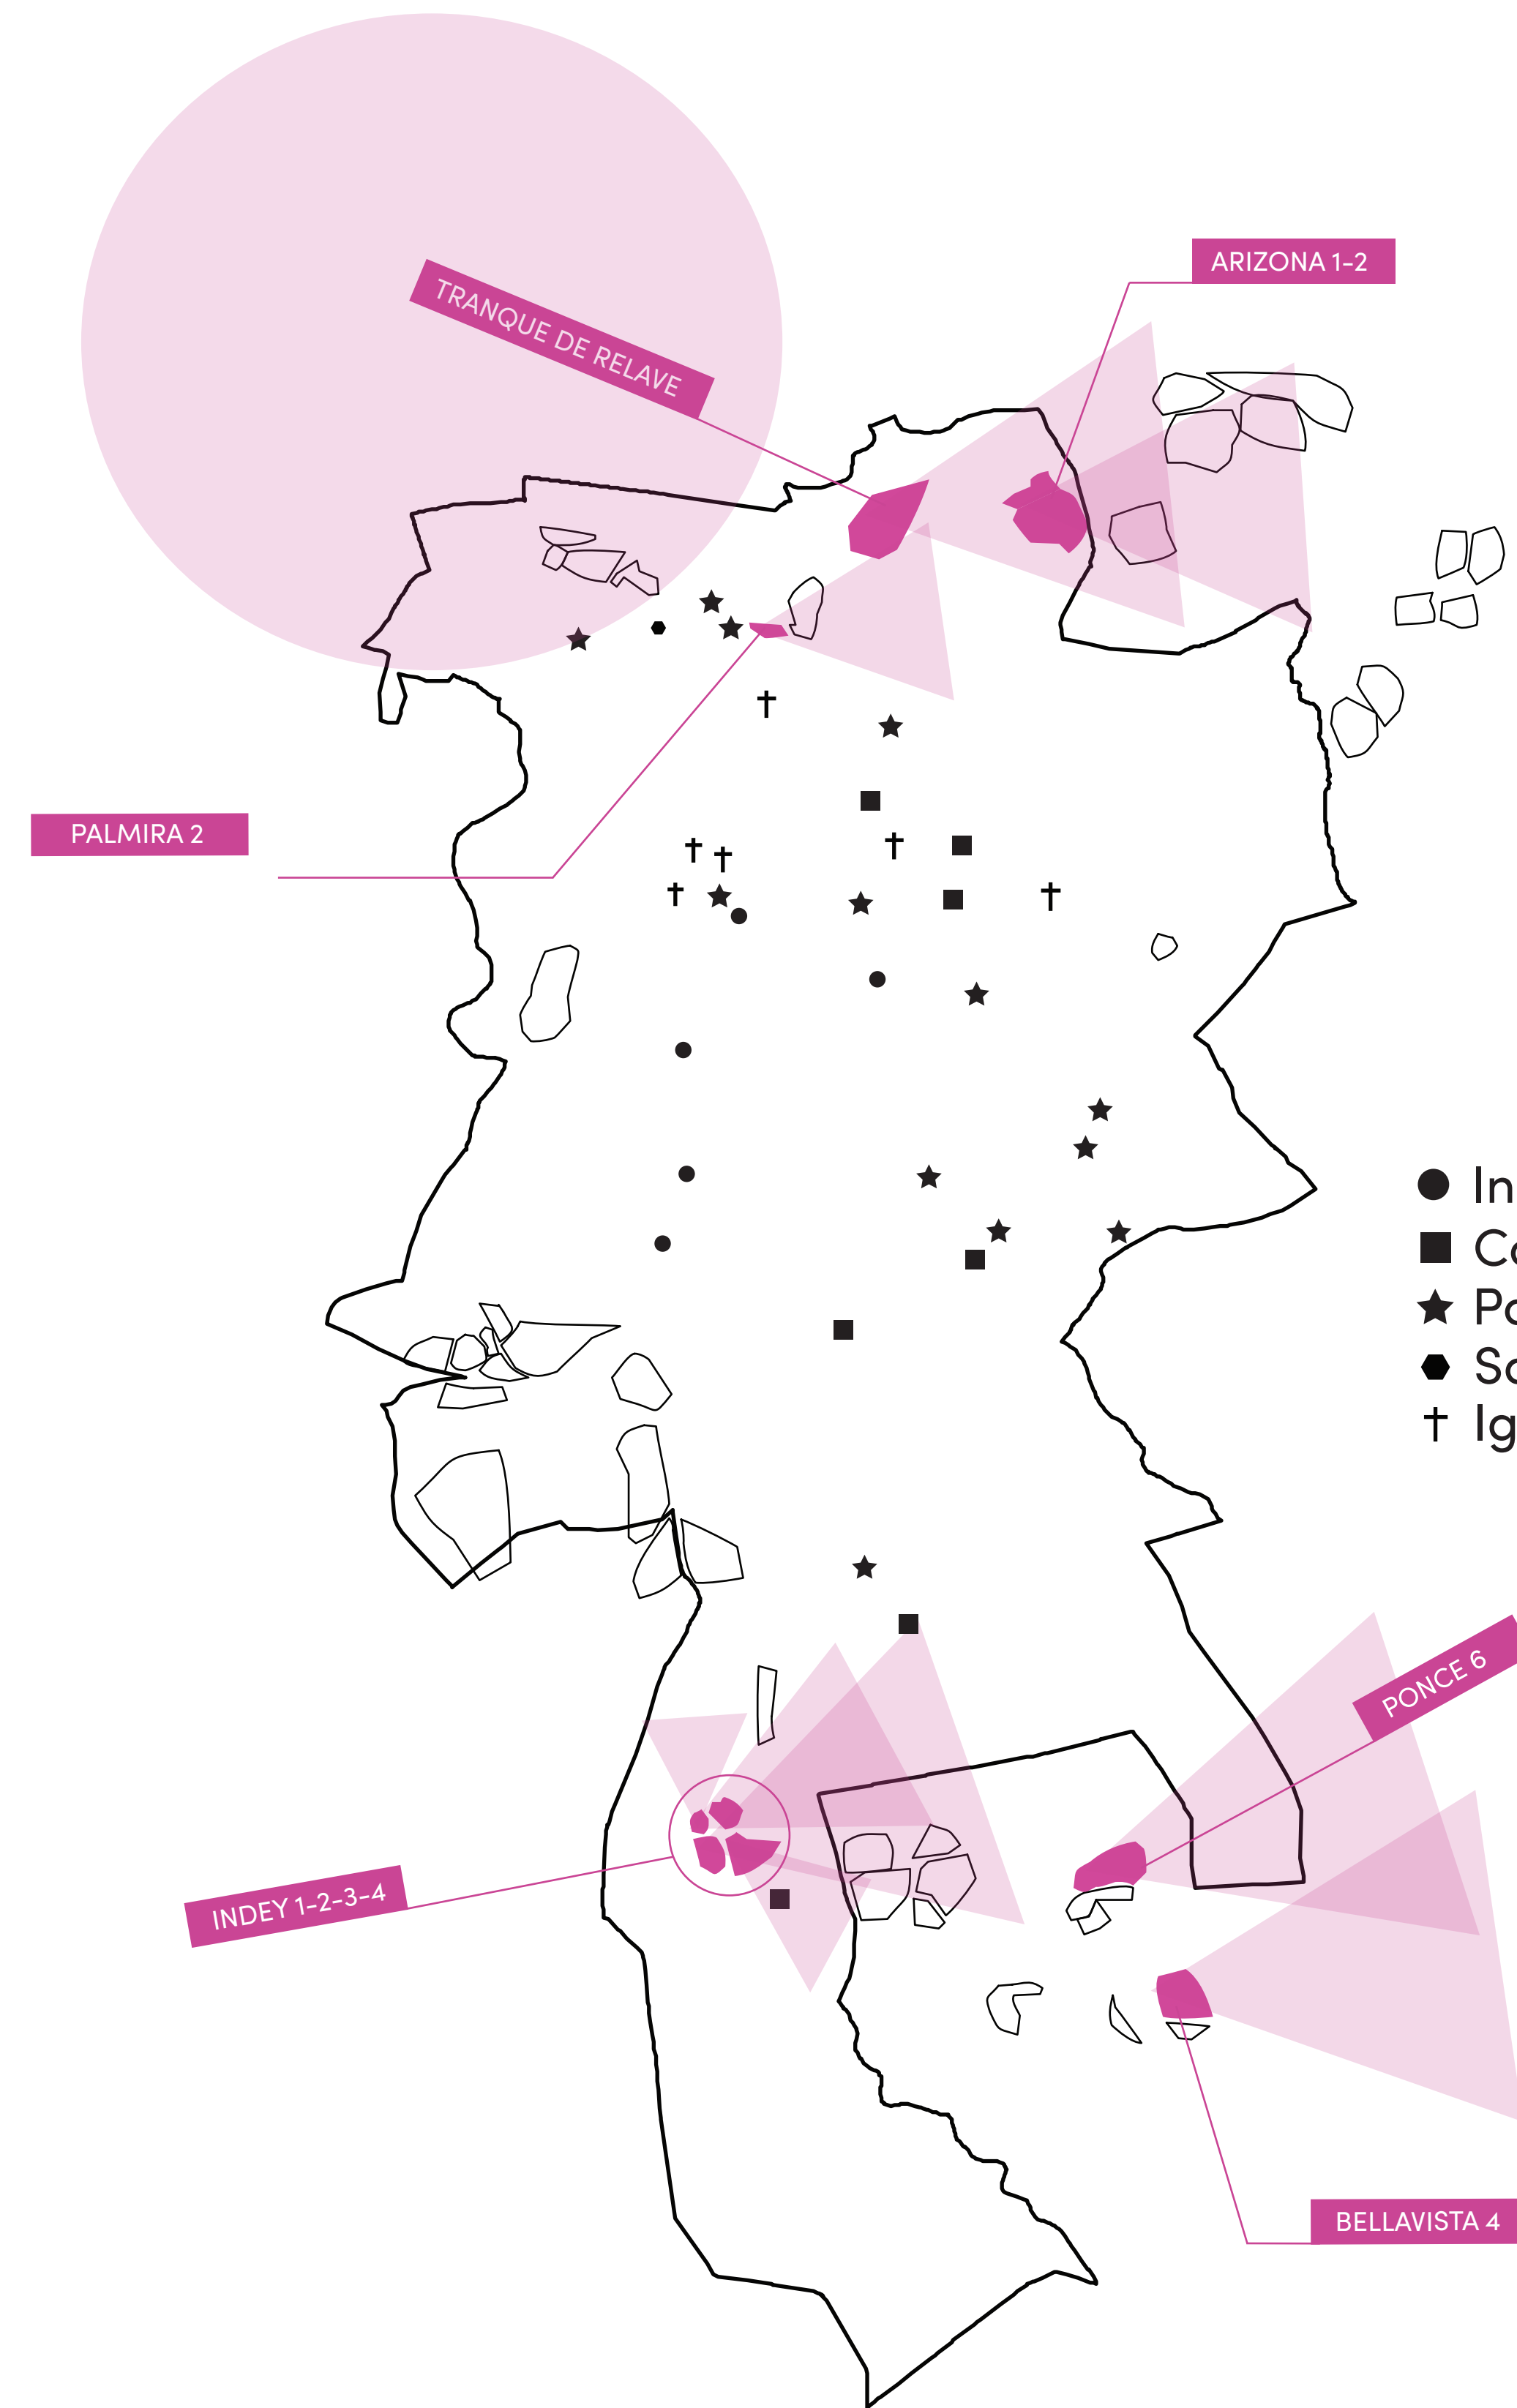 ARIZONA 1-2
TRANQUE DE RELAVE
PALMIRA 2
PONCE 6
INDEY 1-2-3-4
BELLAVISTA 4